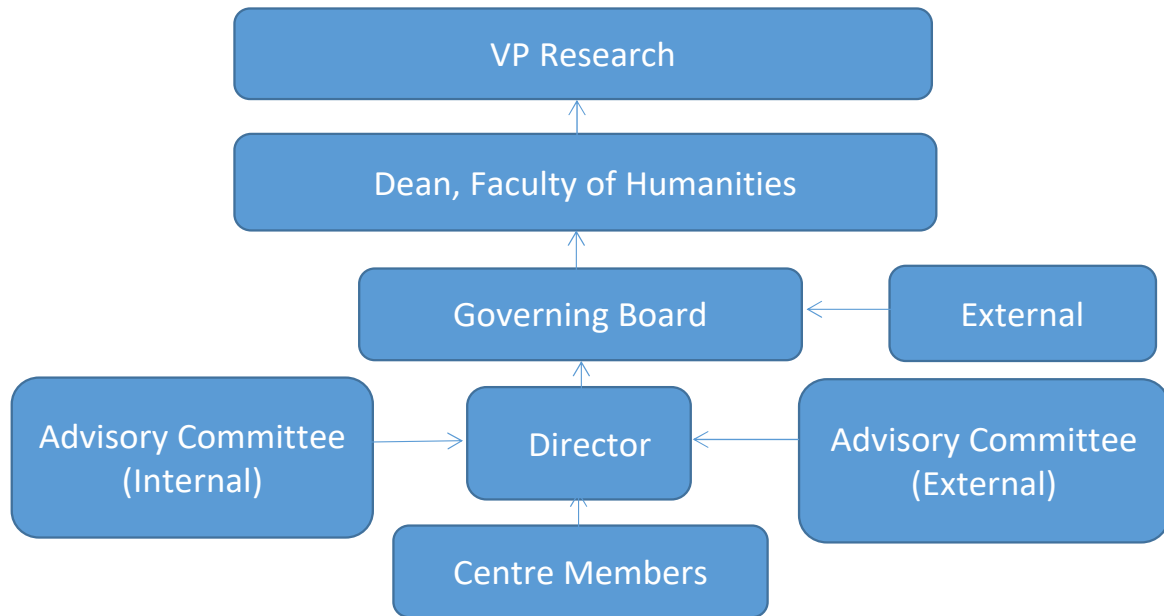 VP Research
Dean, Faculty of Humanities
Governing Board
External
Advisory Committee
(Internal)
Director
Advisory Committee
(External)
Centre Members